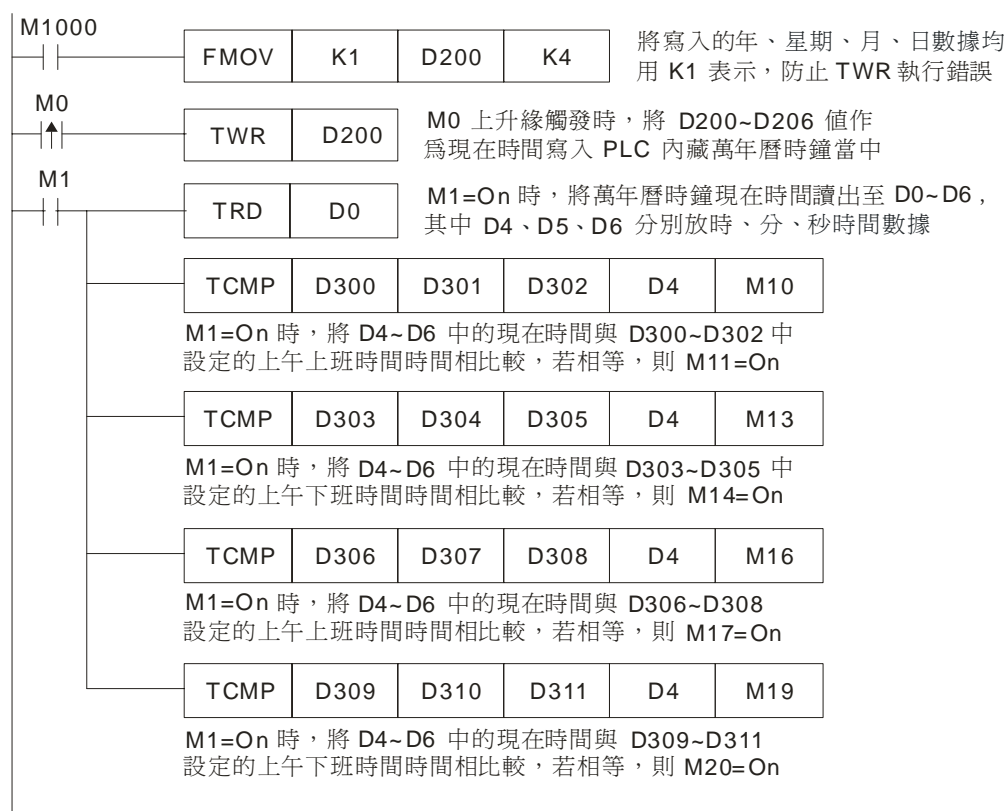 M1000
FMOV K1 D200 K4
將寫入的年、星期、月、日數據均
用 K1 表示，防止 TWR 執行錯誤
M0
TWR D200
M0 上升緣觸發時，將 D200~D206 值作
爲現在時間寫入 PLC 內藏萬年曆時鐘當中
M1
TRD D0
M1=On 時，將萬年曆時鐘現在時間讀出至 D0~D6，
其中 D4、D5、D6 分別放時、分、秒時間數據
TCMP D300 D301 D302 D4 M10
M1=On 時，將 D4~D6 中的現在時間與 D300~D302 中
設定的上午上班時間時間相比較，若相等，則 M11=On
TCMP D303 D304 D305 D4 M13
M1=On 時，將 D4~D6 中的現在時間與 D303~D305 中
設定的上午下班時間時間相比較，若相等，則 M14=On
TCMP D306 D307 D308 D4 M16
M1=On 時，將 D4~D6 中的現在時間與 D306~D308
設定的上午上班時間時間相比較，若相等，則 M17=On
TCMP D309 D310 D311 D4 M19
M1=On 時，將 D4~D6 中的現在時間與 D309~D311
設定的上午下班時間時間相比較，若相等，則 M20=On